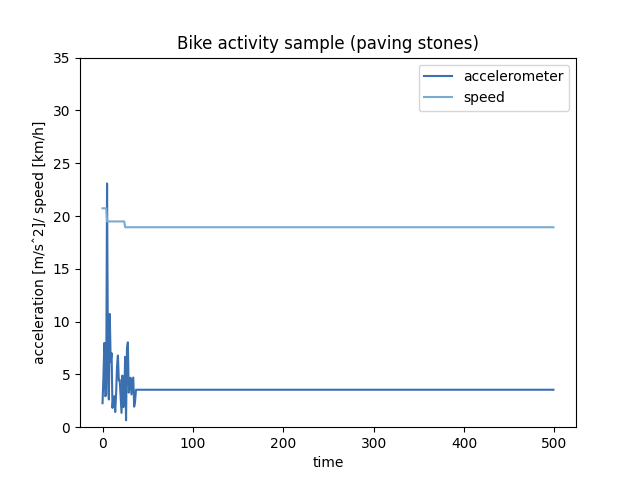 Bike activity sample (paving stones)
accelerometer
speed
acceleration [m/s^2]/ speed [km/h]
35
30
25
20
15
10
5
0
0 100 200 300 400 500
time